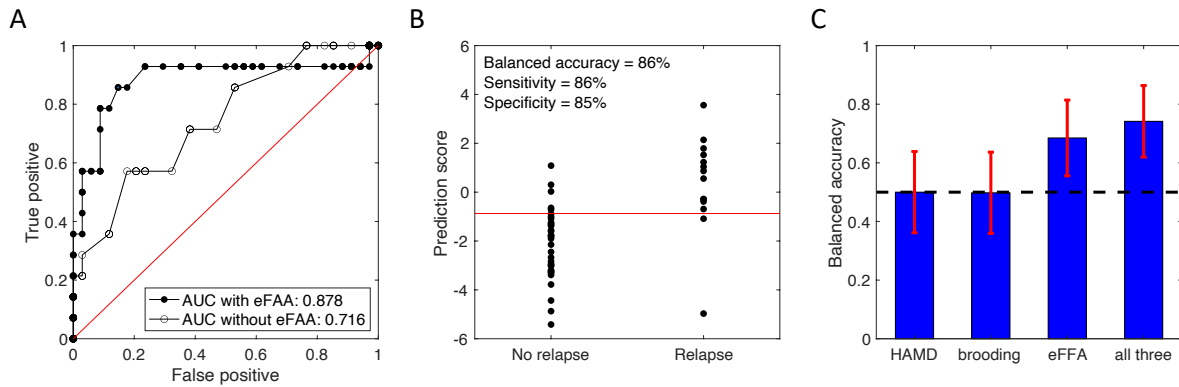 A
True positive
1
0.8
0.6
0.4
0.2
0
0 0.2 0.4 0.6 0.8 1
False positive
AUC with eFAA: 0.878
AUC without eFAA: 0.716
B
Prediction score
6
4
2
0
-2
-4
-6
Balanced accuracy = 86%
Sensitivity = 86%
Specificity = 85%
No relapse Relapse
C
Balanced accuracy
1
0.8
0.6
0.4
0.2
0
HAMD brooding eFFA all three